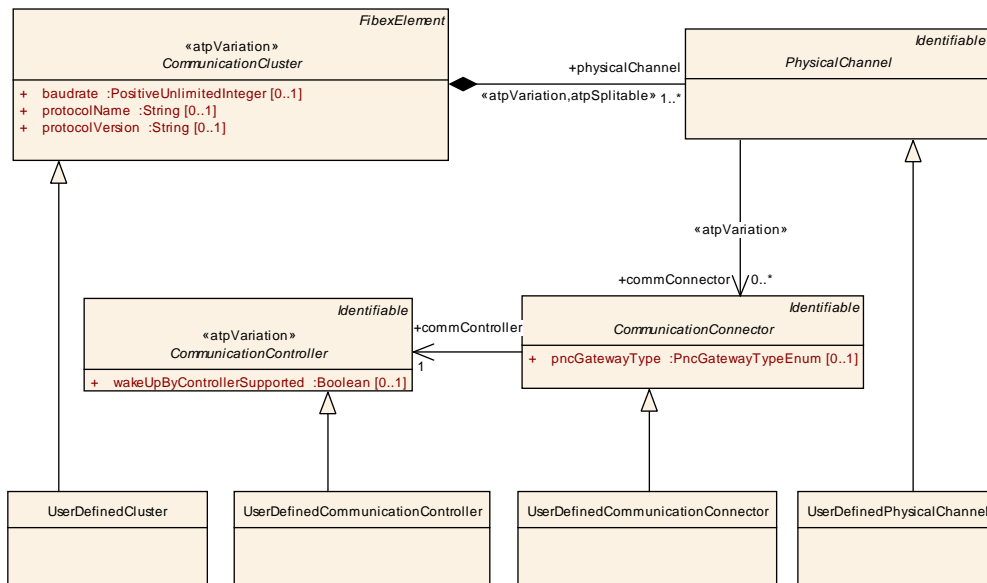 FibexElement
«atpVariation»
CommunicationCluster
+ baudrate :PositiveUnlimitedInteger [0..1]
+ protocolName :String [0..1]
+ protocolVersion :String [0..1]
+physicalChannel
«atpVariation,atpSplitable» 1..*
Identifiable
PhysicalChannel
«atpVariation»
+commConnector 0..*
Identifiable
«atpVariation»
CommunicationController
+ wakeUpByControllerSupported :Boolean [0..1]
+commController
1
Identifiable
CommunicationConnector
+ pncGatewayType :PncGatewayTypeEnum [0..1]
UserDefinedCluster
UserDefinedCommunicationController
UserDefinedCommunicationConnector
UserDefinedPhysicalChannel